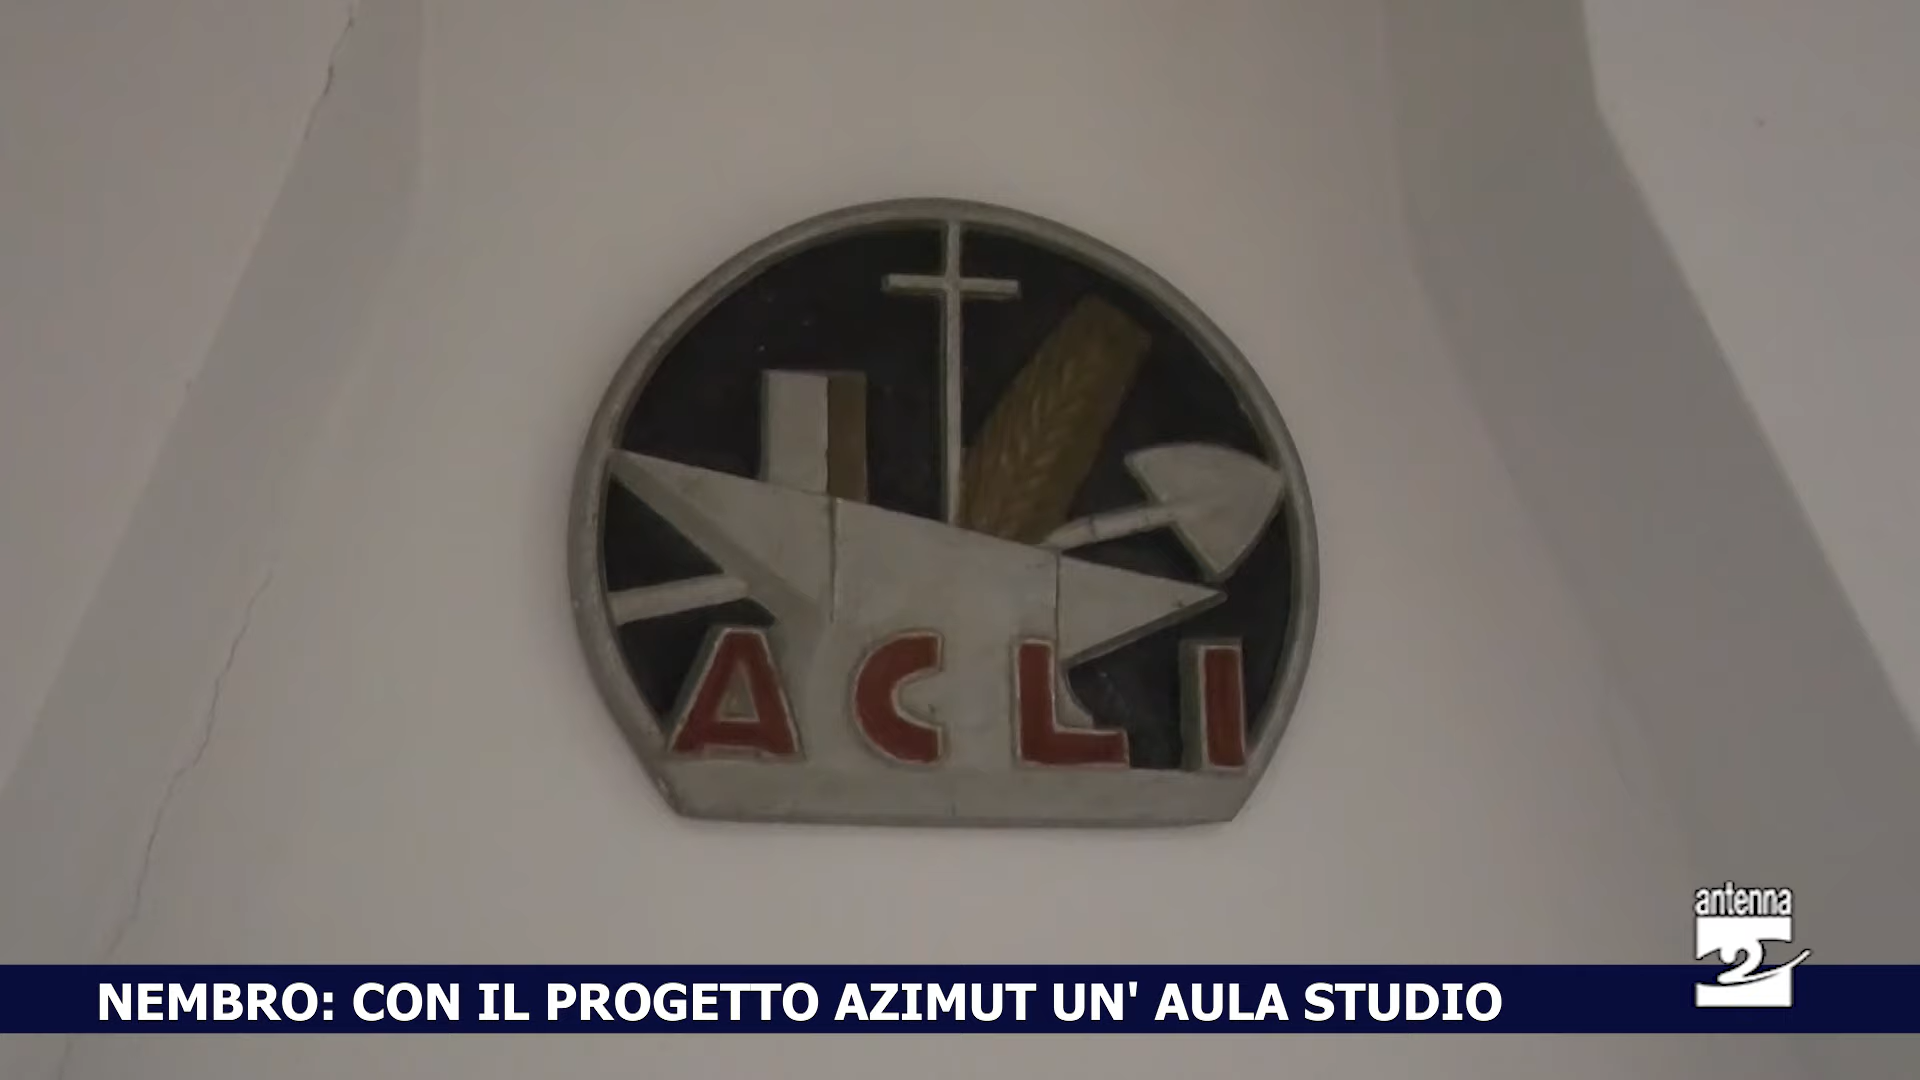 ACLI
antenna
2
NEMBRO: CON IL PROGETTO AZIMUT UN' AULA STUDIO